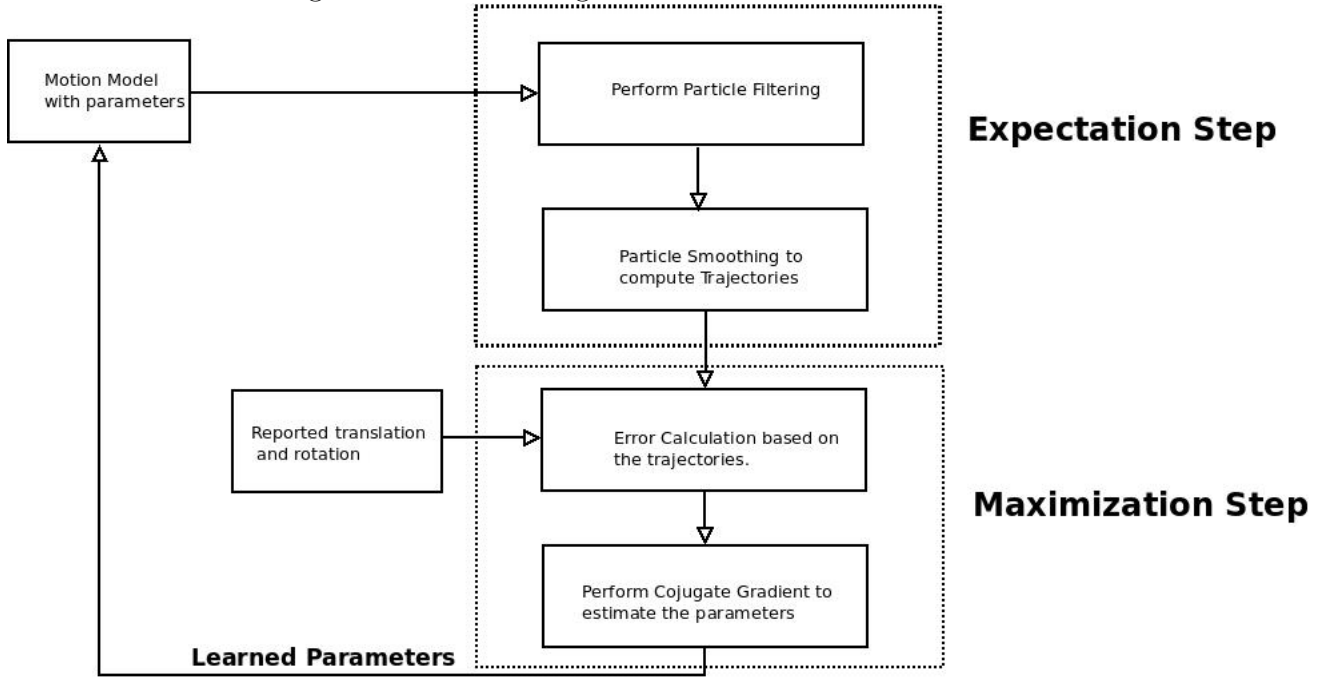 Motion Model
with parameters
Perform Particle Filtering
Expectation Step
Particle Smoothing to
compute Trajectories
Reported translation
and rotation
Error Calculation based on
the trajectories.
Maximization Step
Perform Cojugate Gradient to
estimate the parameters
Learned Parameters